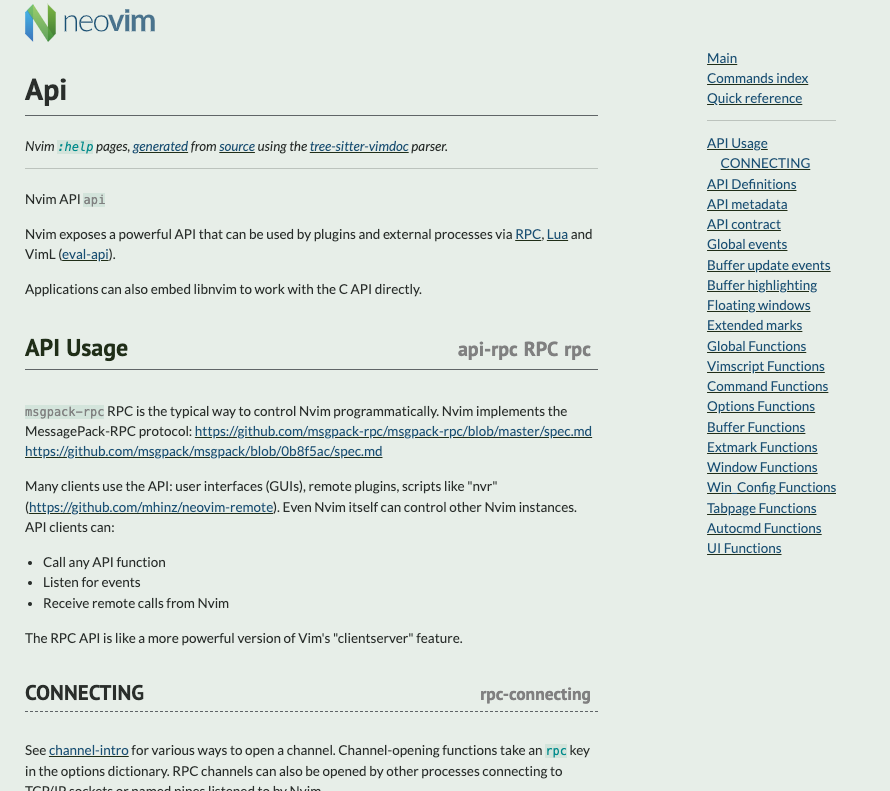 neovim
Api
Nvim :help pages, generated from source using the tree-sitter-vimdoc parser.
Nvim API api
Nvim exposes a powerful API that can be used by plugins and external processes via RPC, Lua and
VimL (eval-api).
Applications can also embed libnvim to work with the C API directly.
API Usage api-rpc RPC rpc
msgpack-rpc RPC is the typical way to control Nvim programmatically. Nvim implements the
MessagePack-RPC protocol: https://github.com/msgpack-rpc/msgpack-rpc/blob/master/spec.md
https://github.com/msgpack/msgpack/blob/0b8f5ac/spec.md
Many clients use the API: user interfaces (GUIs), remote plugins, scripts like "nvr"
(https://github.com/mhinz/neovim-remote). Even Nvim itself can control other Nvim instances.
API clients can:
• Call any API function
• Listen for events
• Receive remote calls from Nvim
The RPC API is like a more powerful version of Vim's "clientserver" feature.
CONNECTING rpc-connecting
See channel-intro for various ways to open a channel. Channel-opening functions take an rpc key
in the options dictionary. RPC channels can also be opened by other processes connecting to
TCP/IP sockets or named pipes listened to by Nvim.
Main
Commands index
Quick reference
API Usage
CONNECTING
API Definitions
API metadata
API contract
Global events
Buffer update events
Buffer highlighting
Floating windows
Extended marks
Global Functions
Vimscript Functions
Command Functions
Options Functions
Buffer Functions
Extmark Functions
Window Functions
Win_Config Functions
Tabpage Functions
Autocmd Functions
UI Functions